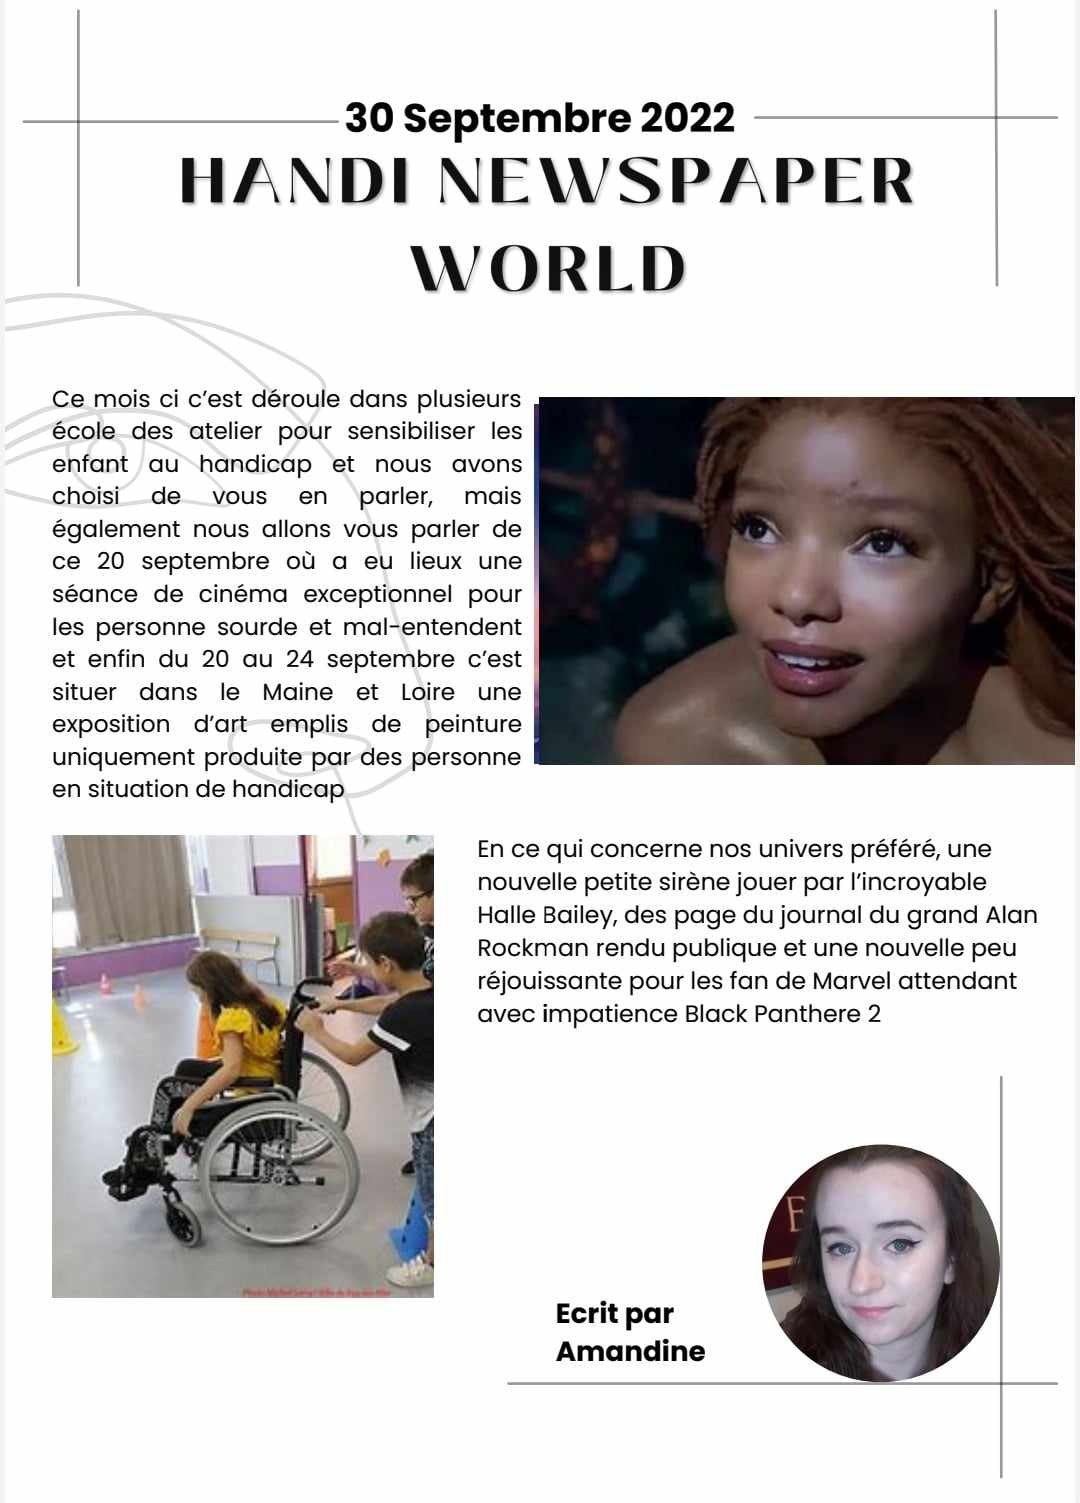 30 Septembre 2022
HANDI NEWSPAPER
WORLD
Ce mois ci c’est déroule dans plusieurs
école des atelier pour sensibiliser les
enfant au handicap et nous avons
choisi de vous en parler, mais
également nous allons vous parler de
ce 20 septembre où a eu lieux une
séance de cinéma exceptionnel pour
les personne sourde et mal-entendent
et enfin du 20 au 24 septembre c’est
situer dans le Maine et Loire une
exposition d’art emplis de peinture
uniquement produite par des personne
en situation de handicap
En ce qui concerne nos univers préféré, une
nouvelle petite sirène jouer par l’incroyable
Halle Bailey, des page du journal du grand Alan
Rockman rendu publique et une nouvelle peu
réjouissante pour les fan de Marvel attendant
avec impatience Black Panthere 2
Ecrit par
Amandine